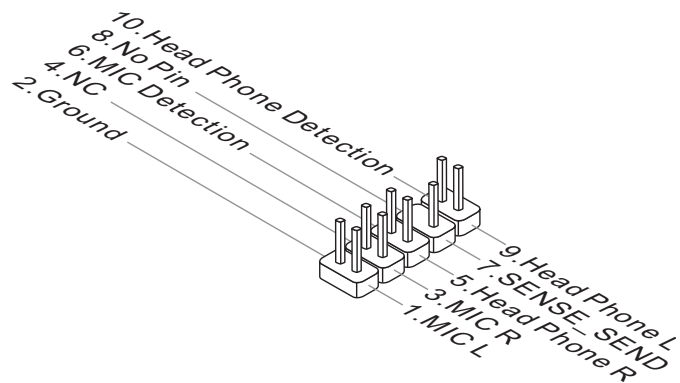 10.Head Phone Detection
8.No Pin
6.MIC Detection
4.NC
2.Ground
9.Head Phone L
7.SENSE_SEND
5.Head Phone R
3.MIC R
1.MIC L